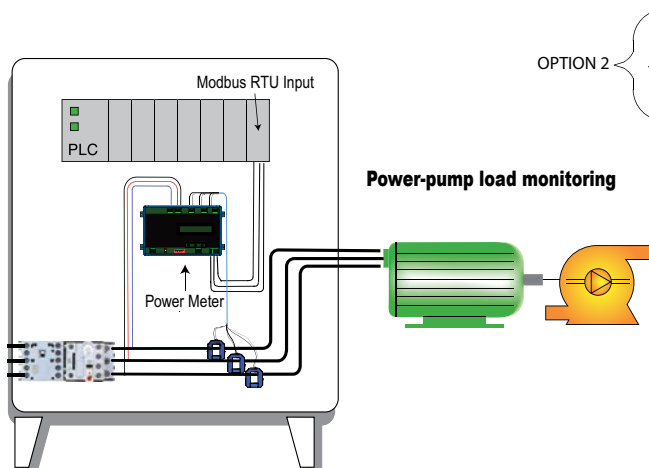 OPTION 2
Modbus RTU Input
PLC
Power-pump load monitoring
Power Meter